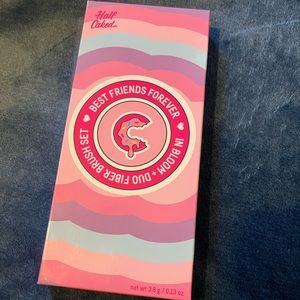 Half
Caked
BEST FRIENDS FOREVER
IN BLOOM + DUO FIBER BRUSH SET
net wt 3.8 g / 0.13 oz